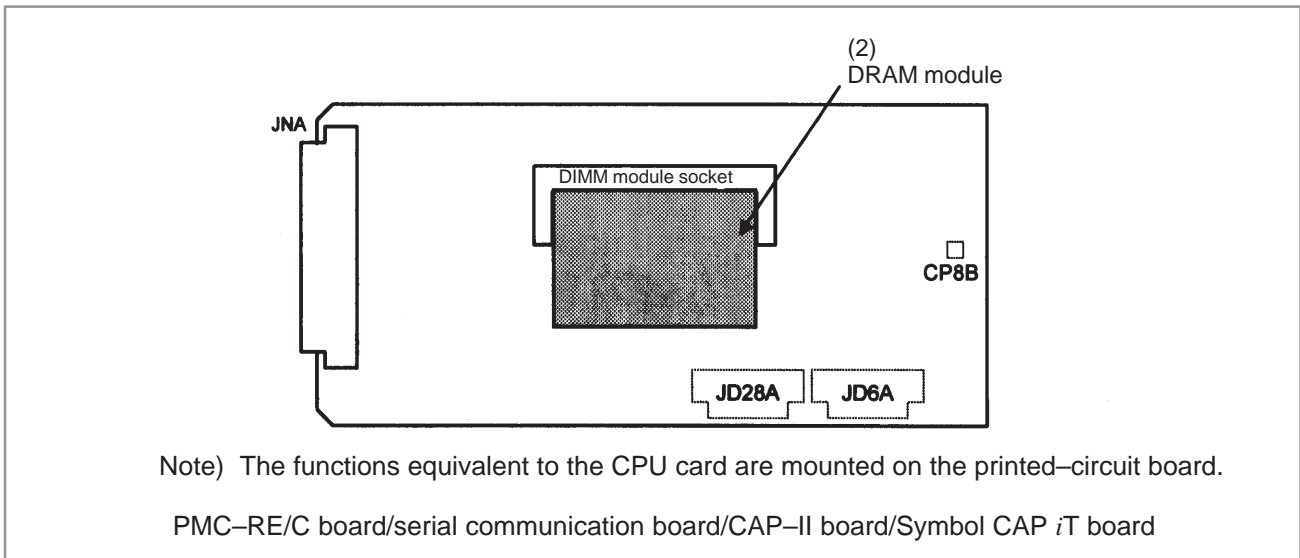 (2)
DRAM module
JNA
DIMM module socket
CP8B
JD28A
JD6A
Note) The functions equivalent to the CPU card are mounted on the printed–circuit board.
PMC–RE/C board/serial communication board/CAP–II board/Symbol CAP iT board